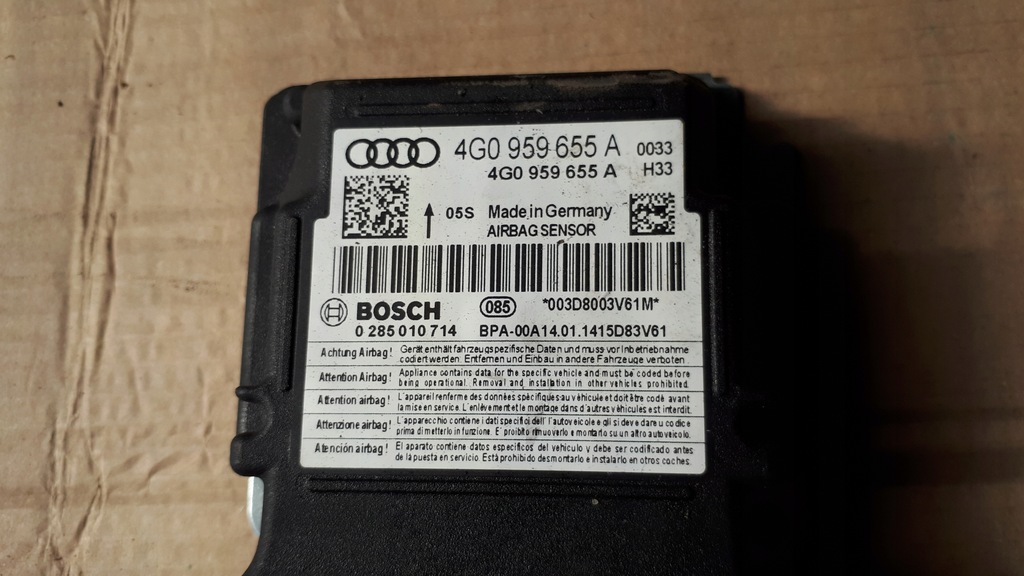 4G0 959 655 A 0033
4G0 959 655 A H33
05S Made in Germany
AIRBAG SENSOR
BOSCH 085 *003D8003V61M*
0 285 010 714 BPA-00A14.01.1415D83V61
Achtung Airbag! Gerät enthält fahrzeugspezifische Daten und muss vor Inbetriebnahme
codiert werden. Entfernen und Einbau in andere Fahrzeuge verboten
Attention Airbag! Appliance contains data for the specific vehicle and must be coded before
being operational. Removal and installation in other vehicles prohibited.
Attention airbag! L'appareil renferme des données spécifiques au véhicule et doit être codé avant
la mise en service. L'enlèvement et le montage dans d'autres véhicules est interdit.
Attenzione airbag! L'apparecchio contiene i dati specifici dell' autoveicolo e gli si deve dare u codice
prima di metterlo in funzione. E' proibito rimuoverlo e montarlo su un altro autoveicolo.
Atención airbag! El aparato contiene datos específicos del vehículo y debe ser codificado antes
de la puesta en servicio. Está prohibido desmontarlo e instalarlo en otros coches.